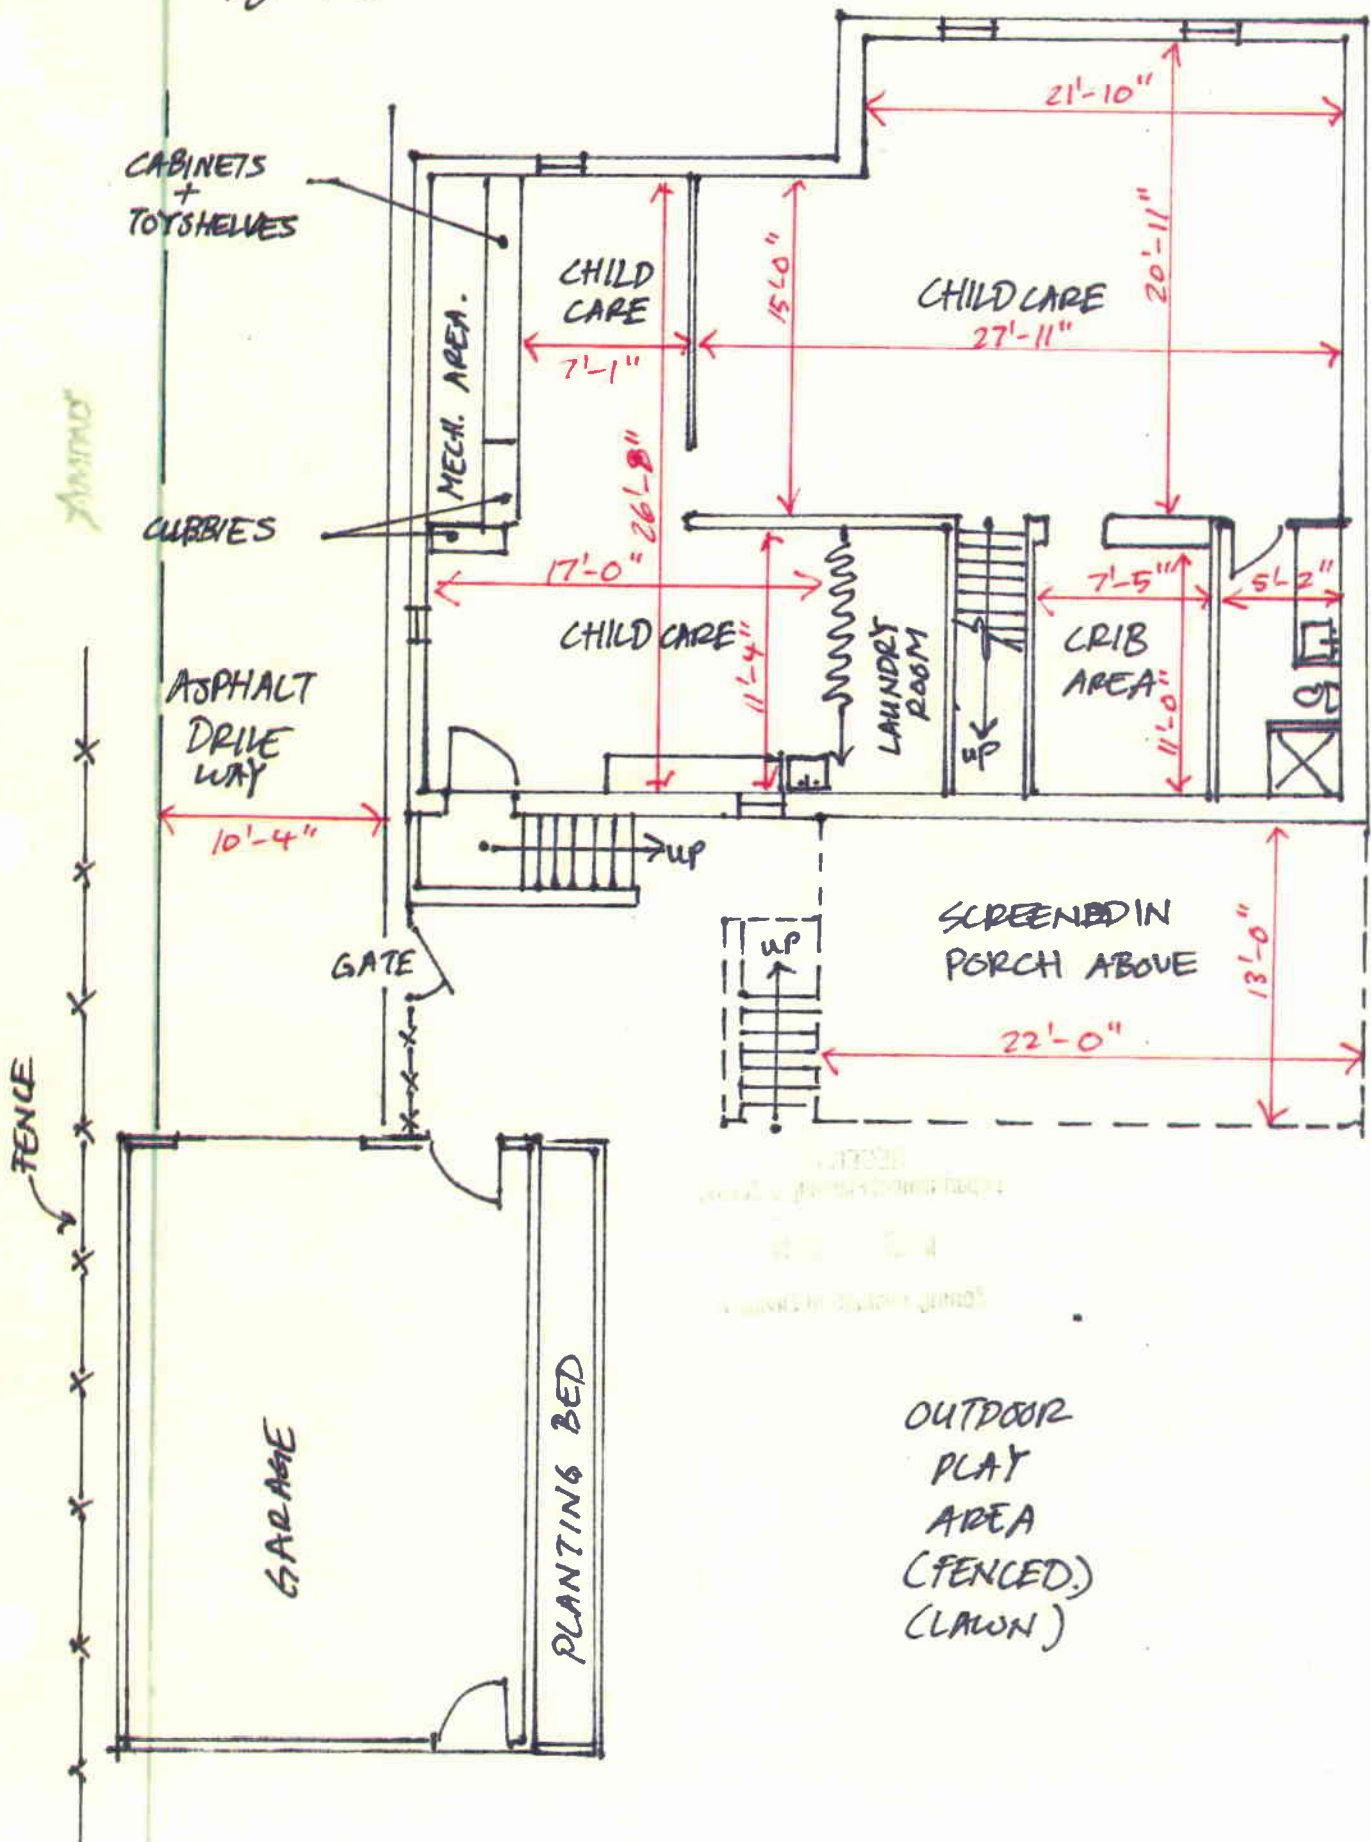 21'-10"
CABINETS
+
TOYSHELVES
CHILD
CARE
15'-0"
CHILD CARE
20'-11"
27'-11"
7'-1"
MECH. AREA.
26'-8"
CUBBIES
17'-0"
7'-5"
5'-2"
CHILD CARE
11'-4"
LAUNDRY
ROOM
UP
CRIB
AREA
11'-0"
ASPHALT
DRIVE
WAY
10'-4"
UP
SCREENED IN
PORCH ABOVE
13'-0"
GATE
UP
22'-0"
FENCE
GARAGE
PLANTING BED
OUTDOOR
PLAY
AREA
(FENCED.)
(LAWN)